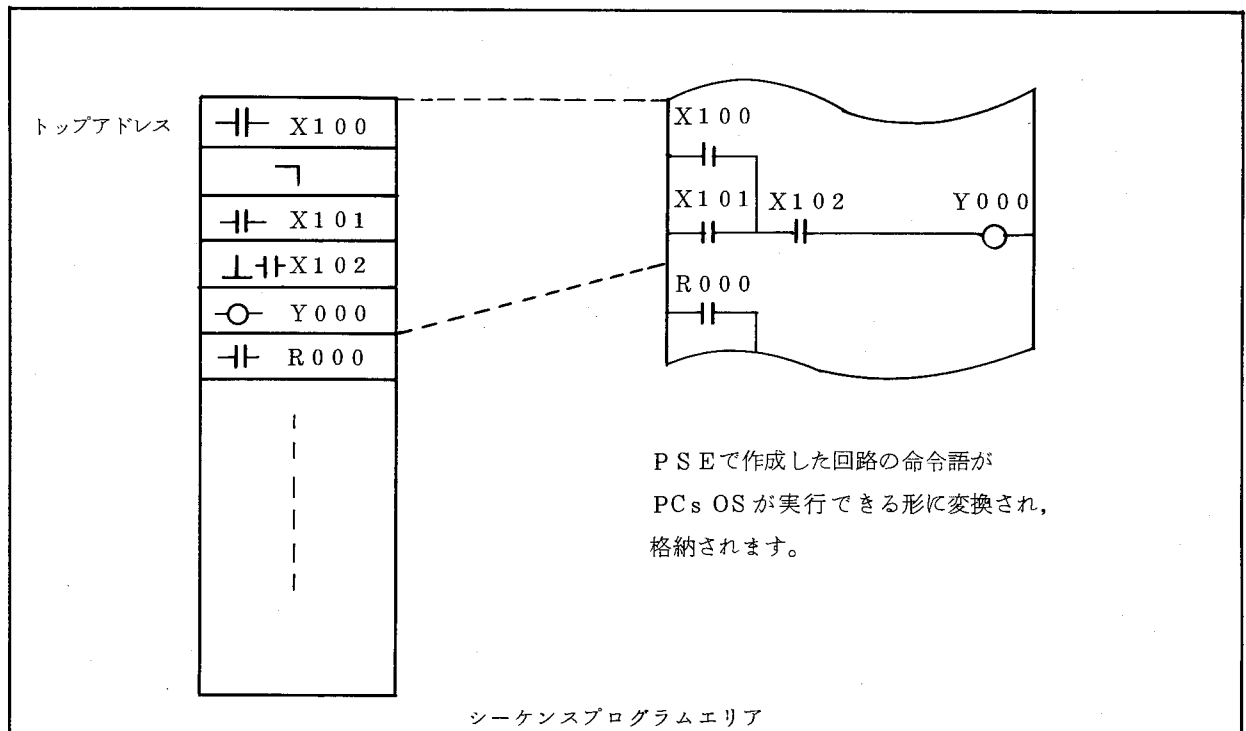 トップアドレス
X100
X101
X102
Y000
R000
X100
X101 X102 Y000
R000
PSEで作成した回路の命令語が
PCs OSが実行できる形に変換され,
格納されます。
シーケンスプログラムエリア